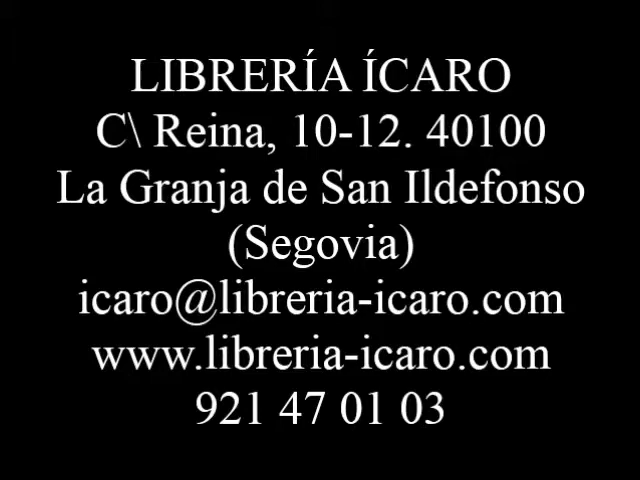 LIBRERÍA ÍCARO
C\ Reina, 10-12. 40100
La Granja de San Ildefonso
(Segovia)
icaro@libreria-icaro.com
www.libreria-icaro.com
921 47 01 03